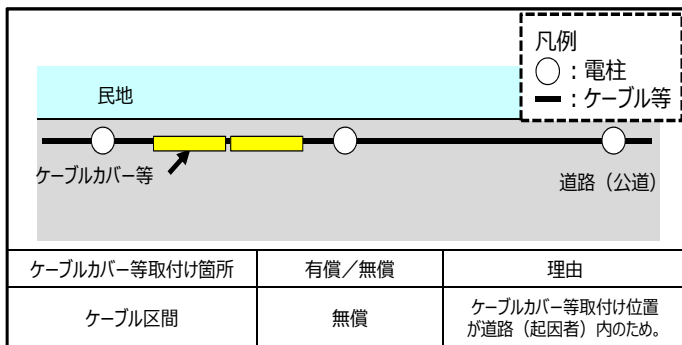 凡例
：電柱
：ケーブル等
民地
ケーブルカバー等
道路（公道）
ケーブルカバー等取付け箇所
有償／無償
理由
ケーブル区間
無償
ケーブルカバー等取付け位置
が道路（起因者）内のため。